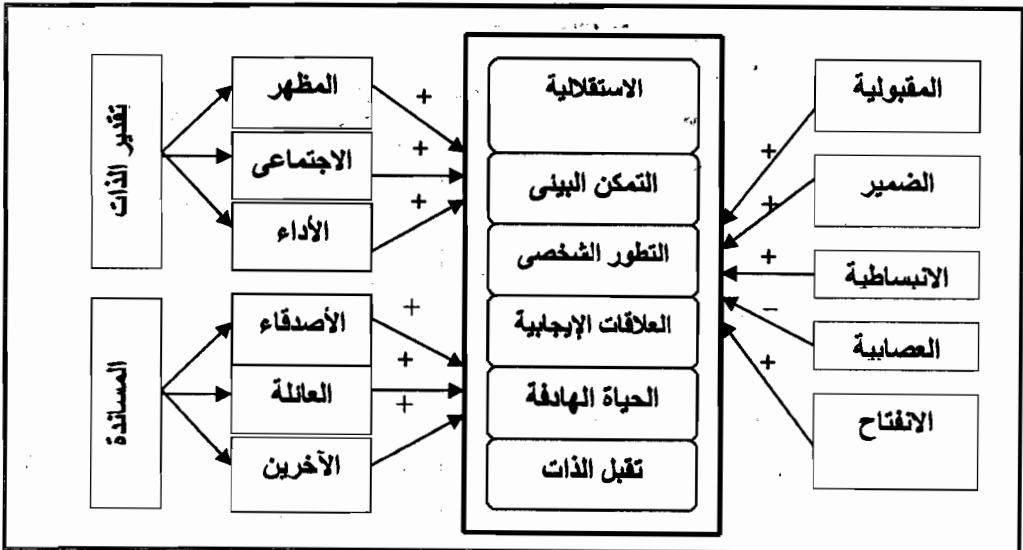 المقبولية
الضمير
الانبساطية
العصابية
الانفتاح
+
+
+
−
+
الاستقلالية
التمكن البيئى
التطور الشخصى
العلاقات الإيجابية
الحياة الهادفة
تقبل الذات
تقدير الذات
المظهر
الاجتماعى
الأداء
+
+
+
المساندة
الأصدقاء
العائلة
الآخرين
+
+
+